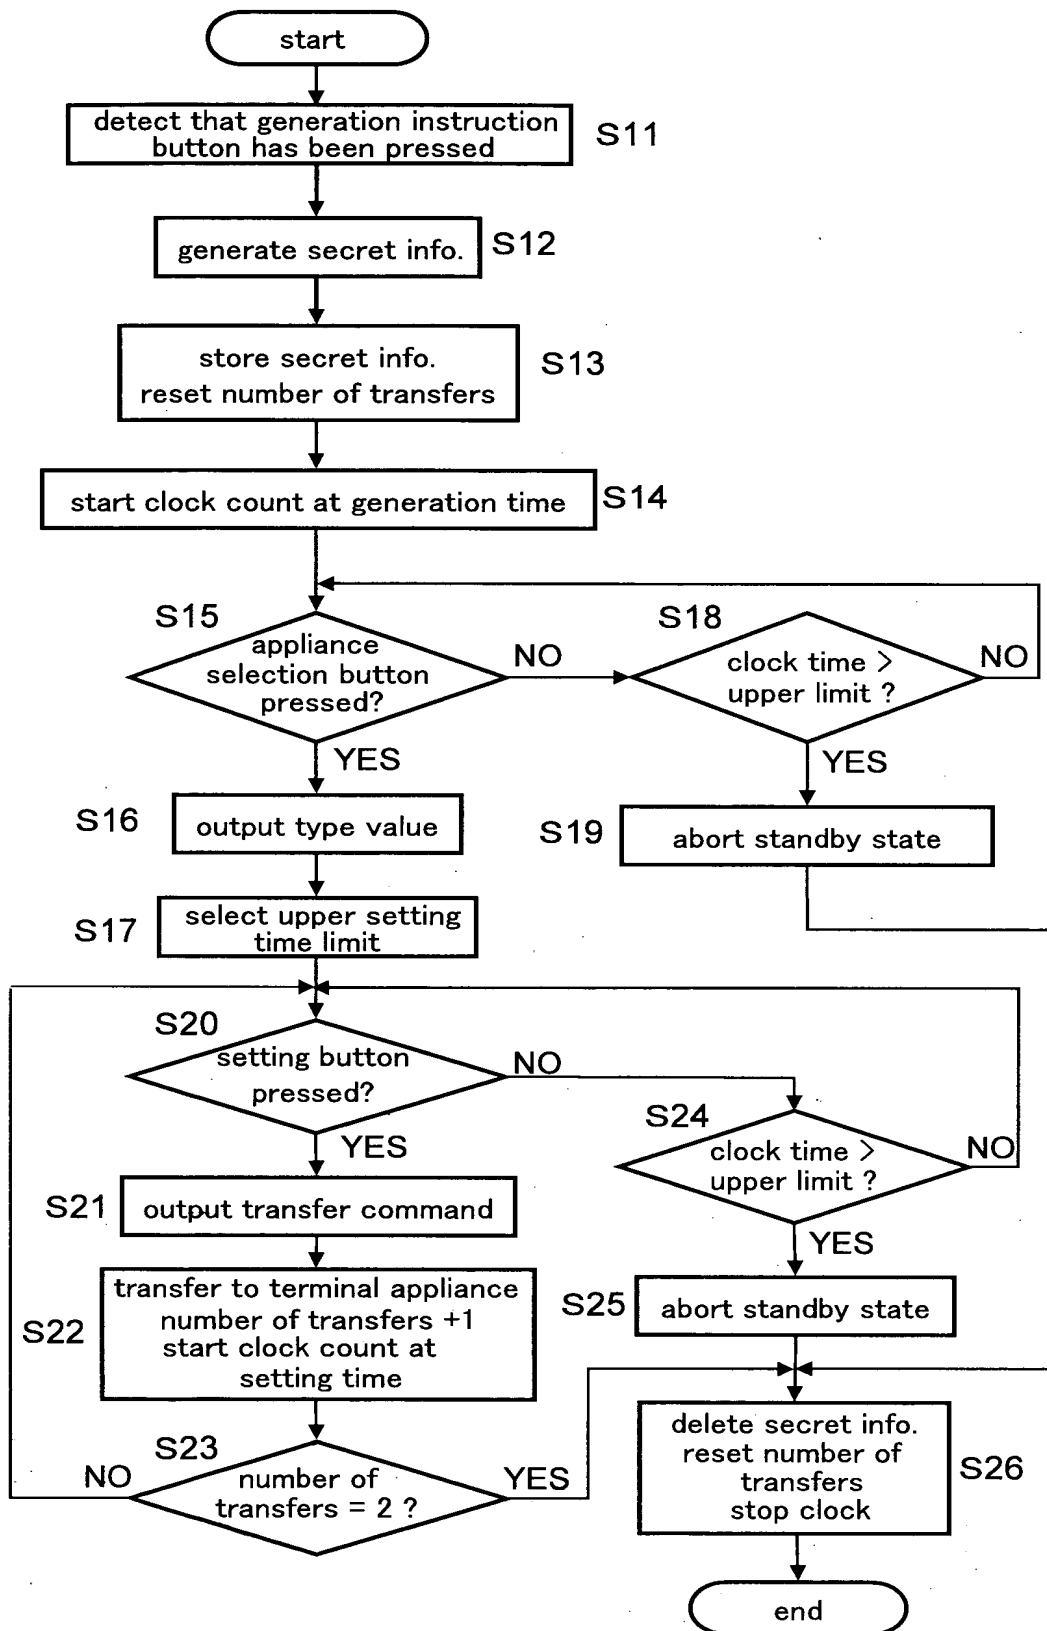 start
detect that generation instruction
button has been pressed
S11
generate secret info.
S12
store secret info.
reset number of transfers
S13
start clock count at generation time
S14
S15
appliance
selection button
pressed?
NO
YES
S18
clock time >
upper limit ?
NO
YES
S16
output type value
S19
abort standby state
S17
select upper setting
time limit
S20
setting button
pressed?
NO
YES
S24
clock time >
upper limit ?
NO
YES
S21
output transfer command
S22
transfer to terminal appliance
number of transfers +1
start clock count at
setting time
S25
abort standby state
S23
number of
transfers = 2 ?
NO
YES
delete secret info.
reset number of
transfers
stop clock
S26
end